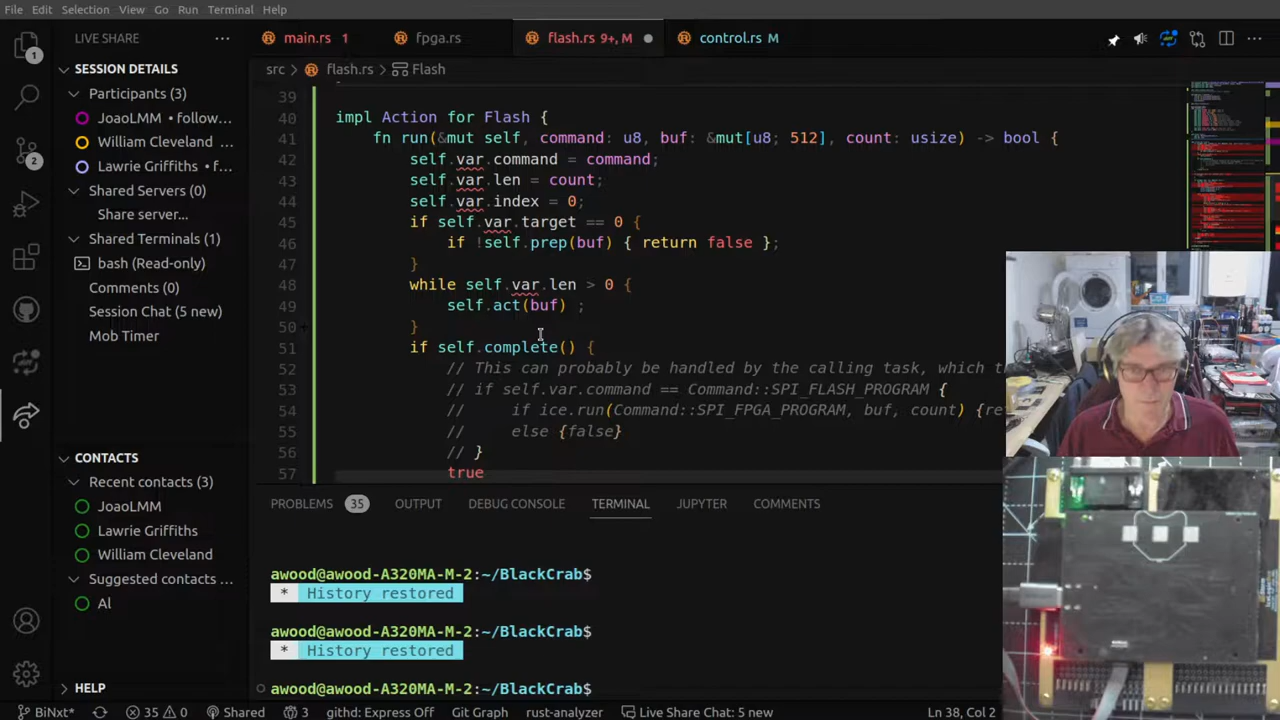 File Edit Selection View Go Run Terminal Help
LIVE SHARE
main.rs 1
fpga.rs
flash.rs 9+, M
control.rs M
SESSION DETAILS
Participants (3)
JoaoLMM • follow...
William Cleveland ...
Lawrie Griffiths • f...
Shared Servers (0)
Share server...
Shared Terminals (1)
bash (Read-only)
Comments (0)
Session Chat (5 new)
Mob Timer
CONTACTS
Recent contacts (3)
JoaoLMM
Lawrie Griffiths
William Cleveland
Suggested contacts ...
Al
HELP
src > flash.rs > Flash
39
40 impl Action for Flash {
41 fn run(&mut self, command: u8, buf: &mut[u8; 512], count: usize) -> bool {
42 self.var.command = command;
43 self.var.len = count;
44 self.var.index = 0;
45 if self.var.target == 0 {
46 if !self.prep(buf) { return false };
47 }
48 while self.var.len > 0 {
49 self.act(buf) ;
50 }
51 if self.complete() {
52 // This can probably be handled by the calling task, which
53 // if self.var.command == Command::SPI_FLASH_PROGRAM {
54 // if ice.run(Command::SPI_FPGA_PROGRAM, buf, count)
55 // else {false}
56 // }
57 true
PROBLEMS 35 OUTPUT DEBUG CONSOLE TERMINAL JUPYTER COMMENTS
awood@awood-A320MA-M-2:~/BlackCrab$
* History restored
awood@awood-A320MA-M-2:~/BlackCrab$
* History restored
awood@awood-A320MA-M-2:~/BlackCrab$
1
2
BiNxt* 35 0 Shared 3 githd: Express Off Git Graph rust-analyzer Live Share Chat: 5 new Ln 38, Col 2